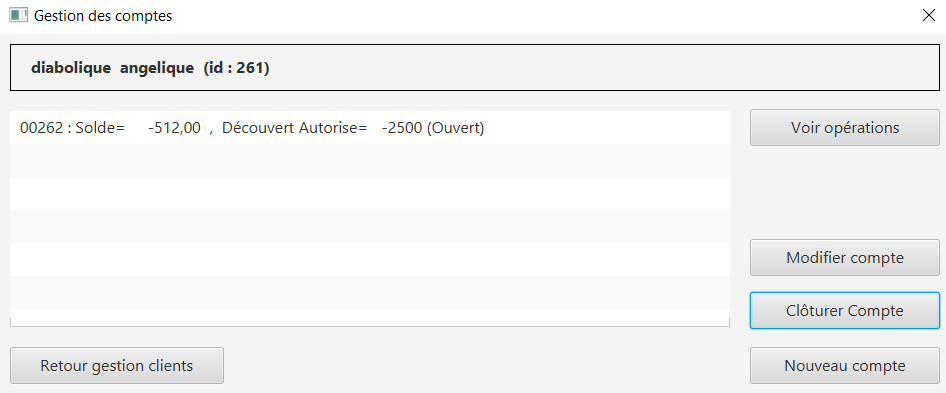 Gestion des comptes
diabolique angelique (id : 261)
00262 : Solde= -512,00 , Découvert Autorise= -2500 (Ouvert)
Voir opérations
Modifier compte
Clôturer Compte
Retour gestion clients
Nouveau compte